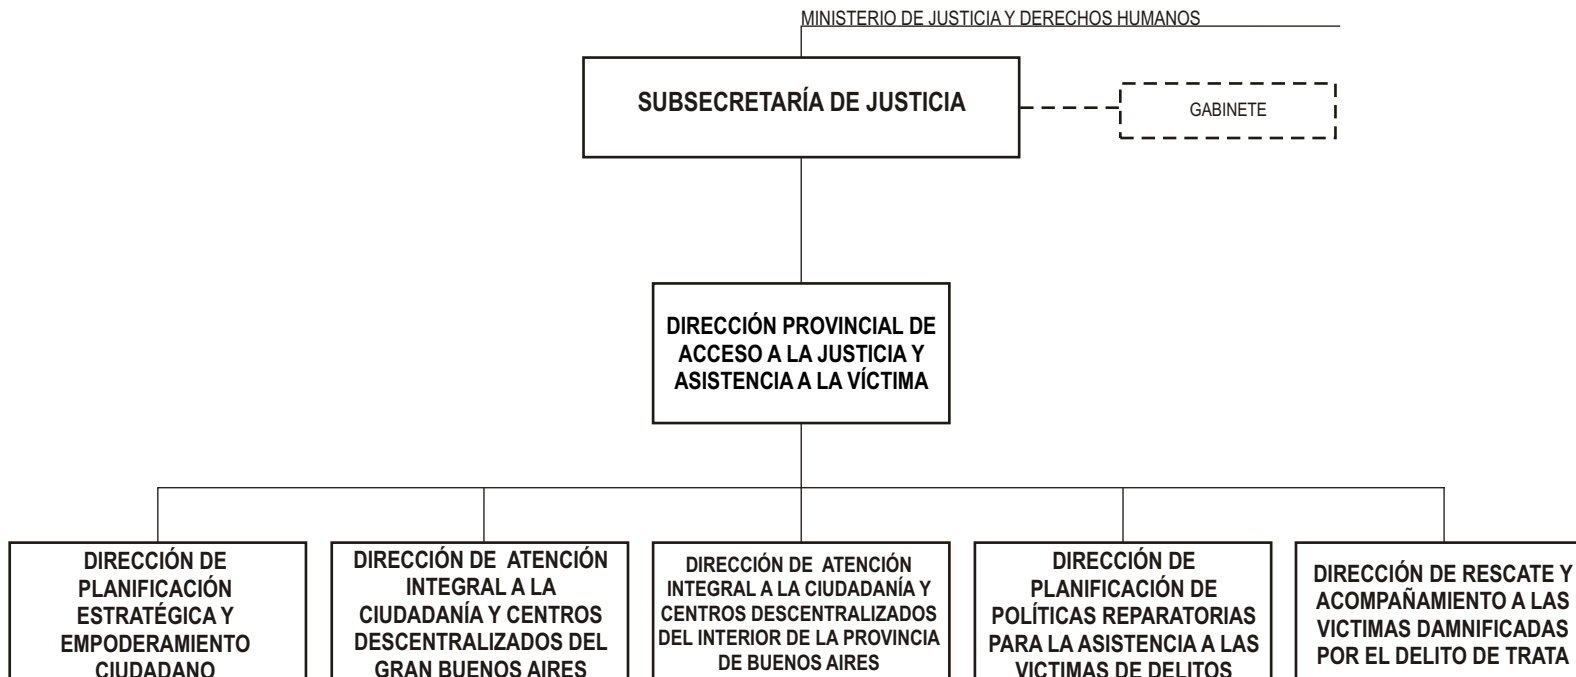 MINISTERIO DE JUSTICIA Y DERECHOS HUMANOS
SUBSECRETARÍA DE JUSTICIA
GABINETE
DIRECCIÓN PROVINCIAL DE
ACCESO A LA JUSTICIA Y
ASISTENCIA A LA VÍCTIMA
DIRECCIÓN DE
PLANIFICACIÓN
ESTRATÉGICA Y
EMPODERAMIENTO
CIUDADANO
DIRECCIÓN DE ATENCIÓN
INTEGRAL A LA
CIUDADANÍA Y CENTROS
DESCENTRALIZADOS DEL
GRAN BUENOS AIRES
DIRECCIÓN DE ATENCIÓN
INTEGRAL A LA CIUDADANÍA Y
CENTROS DESCENTRALIZADOS
DEL INTERIOR DE LA PROVINCIA
DE BUENOS AIRES
DIRECCIÓN DE
PLANIFICACIÓN DE
POLÍTICAS REPARATORIAS
PARA LA ASISTENCIA A LAS
VICTIMAS DE DELITOS
DIRECCIÓN DE RESCATE Y
ACOMPAÑAMIENTO A LAS
VICTIMAS DAMNIFICADAS
POR EL DELITO DE TRATA